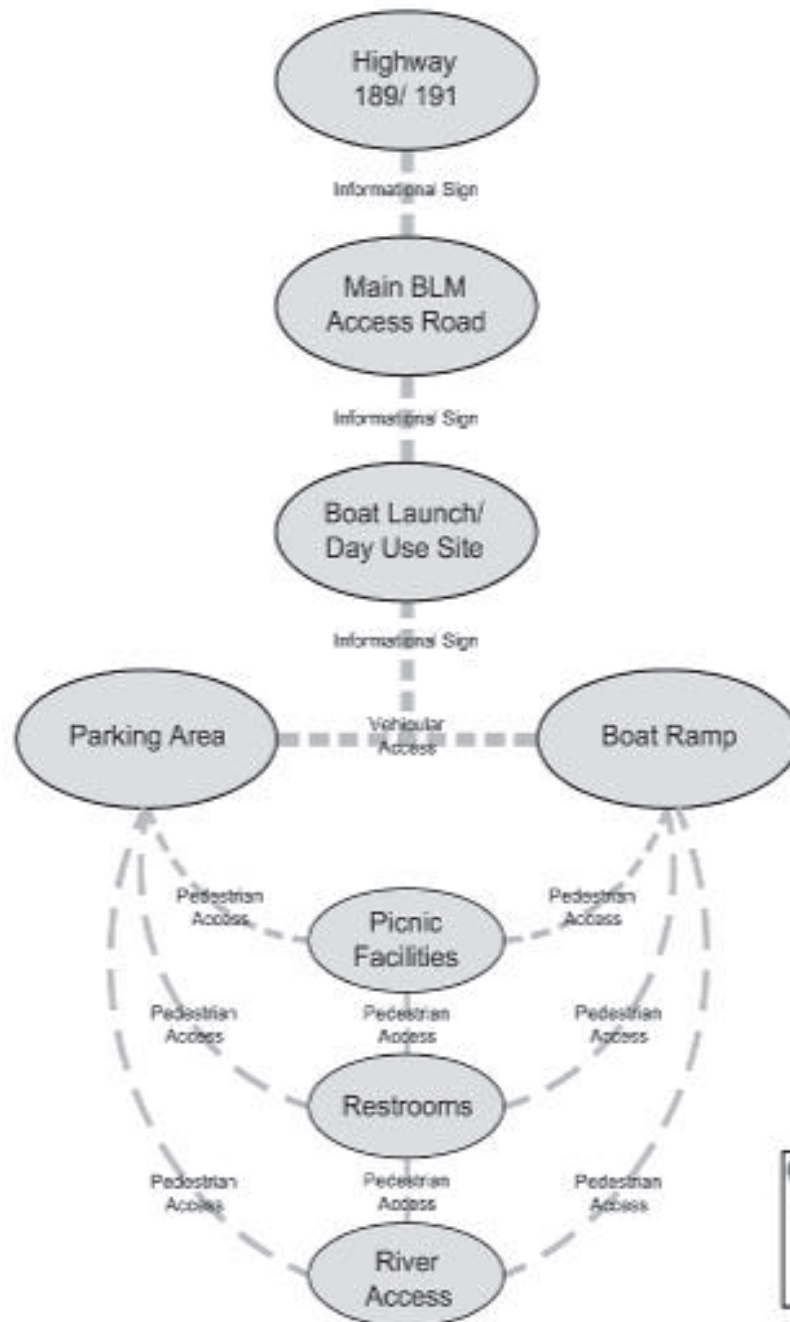 Highway
189/ 191
Informational Sign
Main BLM
Access Road
Informational Sign
Boat Launch/
Day Use Site
Informational Sign
Parking Area
Vehicular
Access
Boat Ramp
Pedestrian
Access
Picnic
Facilities
Pedestrian
Access
Pedestrian
Access
Pedestrian
Access
Pedestrian
Access
Restrooms
Pedestrian
Access
Pedestrian
Access
Pedestrian
Access
River
Access